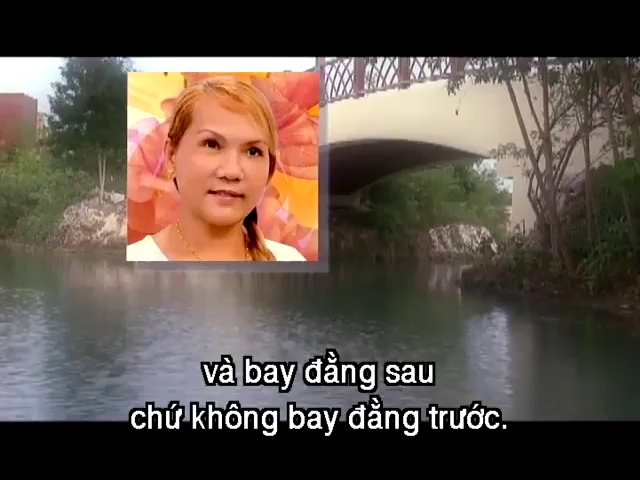 và bay đằng sau
chứ không bay đằng trước.